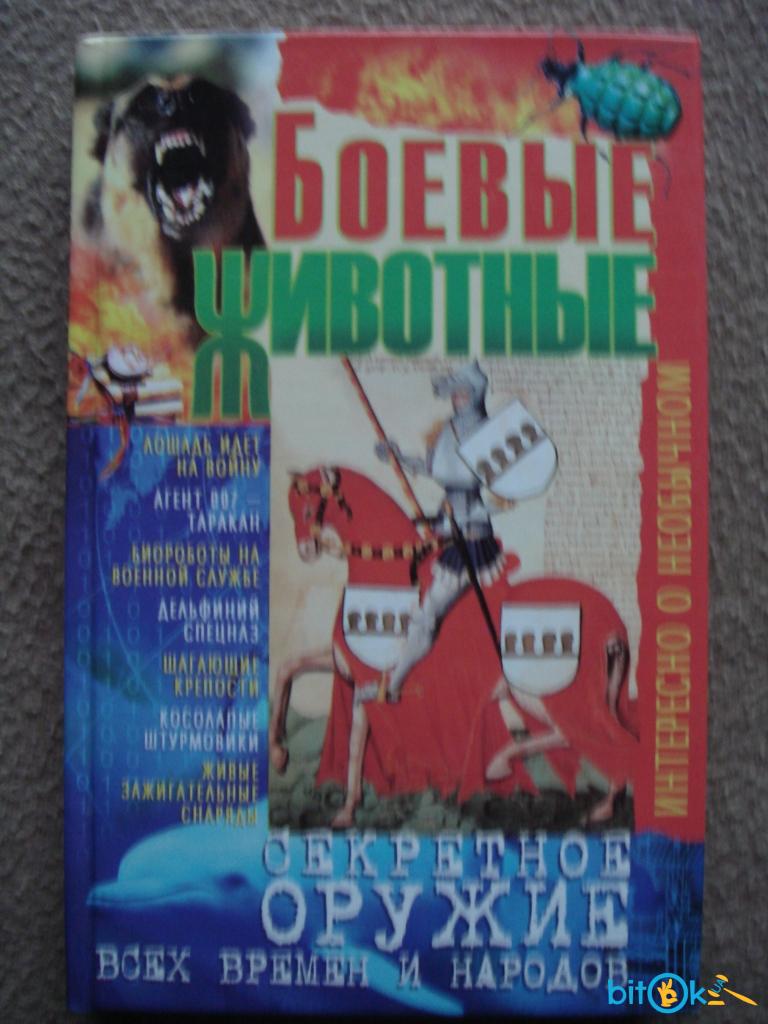 Боевые
животные
ЛОШАДЬ ИДЕТ
НА ВОЙНУ
АГЕНТ 007 –
ТАРАКАН
БИОРОБОТЫ НА
ВОЕННОЙ СЛУЖБЕ
ДЕЛЬФИНИЙ
СПЕЦНАЗ
ШАГАЮЩИЕ
КРЕПОСТИ
КОСОЛАПЫЕ
ШТУРМОВИКИ
ЖИВЫЕ
ЗАЖИГАТЕЛЬНЫЕ
СНАРЯДЫ
ИНТЕРЕСНО О НЕОБЫЧНОМ
СЕКРЕТНОЕ
ОРУЖИЕ
ВСЕХ ВРЕМЕН И НАРОДОВ
bitOk UA